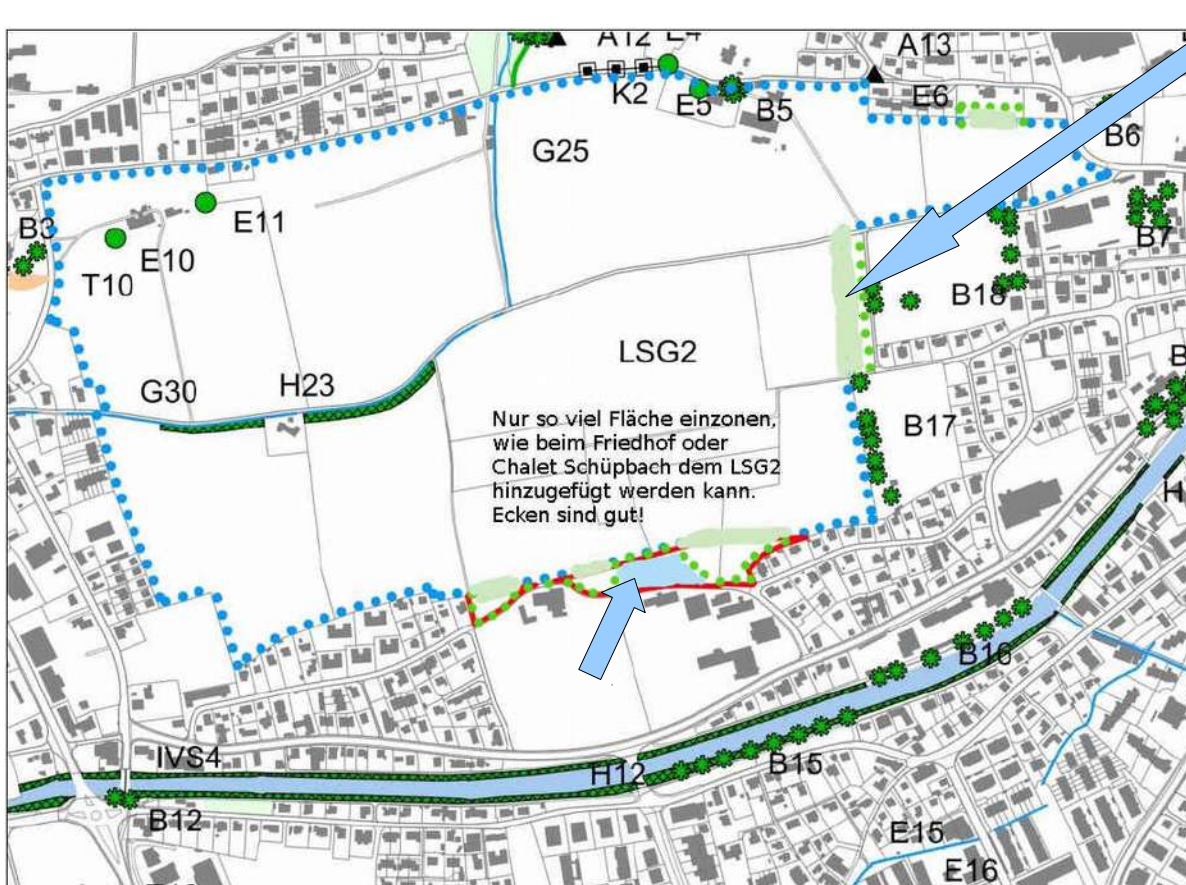 A12 E4
A13
K2
E5
B5
E6
B6
G25
B3
E11
B7
E10
T10
B18
LSG2
G30
H23
Nur so viel Fläche einzonen,
wie beim Friedhof oder
Chalet Schüpbach dem LSG2
hinzugefügt werden kann.
Ecken sind gut!
B17
B
H
B16
IVS4
H12
B15
B12
E15
E16